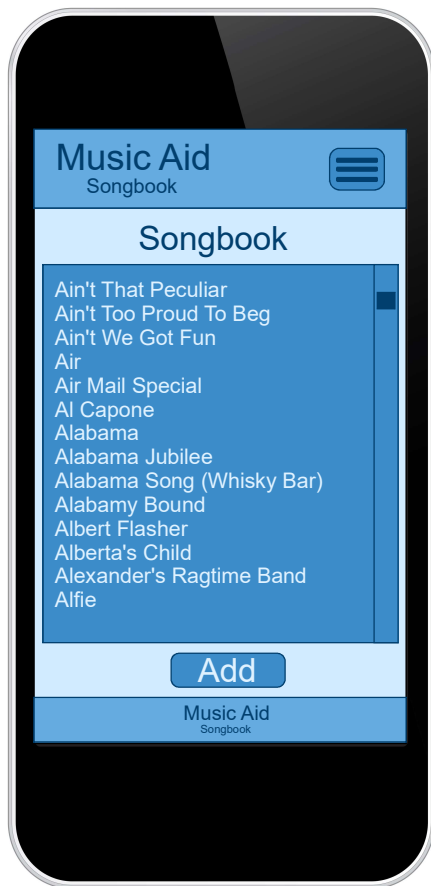 Music Aid
Songbook
Songbook
Ain't That Peculiar
Ain't Too Proud To Beg
Ain't We Got Fun
Air
Air Mail Special
Al Capone
Alabama
Alabama Jubilee
Alabama Song (Whisky Bar)
Alabamy Bound
Albert Flasher
Alberta's Child
Alexander's Ragtime Band
Alfie
Add
Music Aid
Songbook